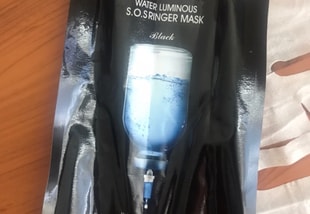 WATER LUMINOUS
S.O.S RINGER MASK
Black